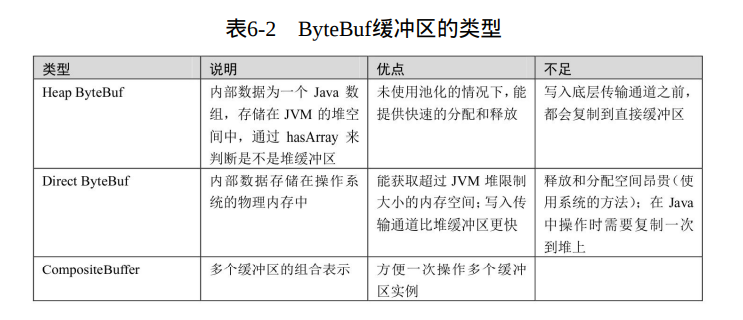 表6-2 ByteBuf缓冲区的类型
类型 说明 优点 不足
Heap ByteBuf
内部数据为一个 Java 数
组，存储在 JVM 的堆空
间中，通过 hasArray 来
判断是不是堆缓冲区
未使用池化的情况下，能
提供快速的分配和释放
写入底层传输通道之前，
都会复制到直接缓冲区
Direct ByteBuf
内部数据存储在操作系
统的物理内存中
能获取超过 JVM 堆限制
大小的内存空间；写入传
输通道比堆缓冲区更快
释放和分配空间昂贵（使
用系统的方法）；在 Java
中操作时需要复制一次
到堆上
CompositeBuffer
多个缓冲区的组合表示
方便一次操作多个缓冲
区实例